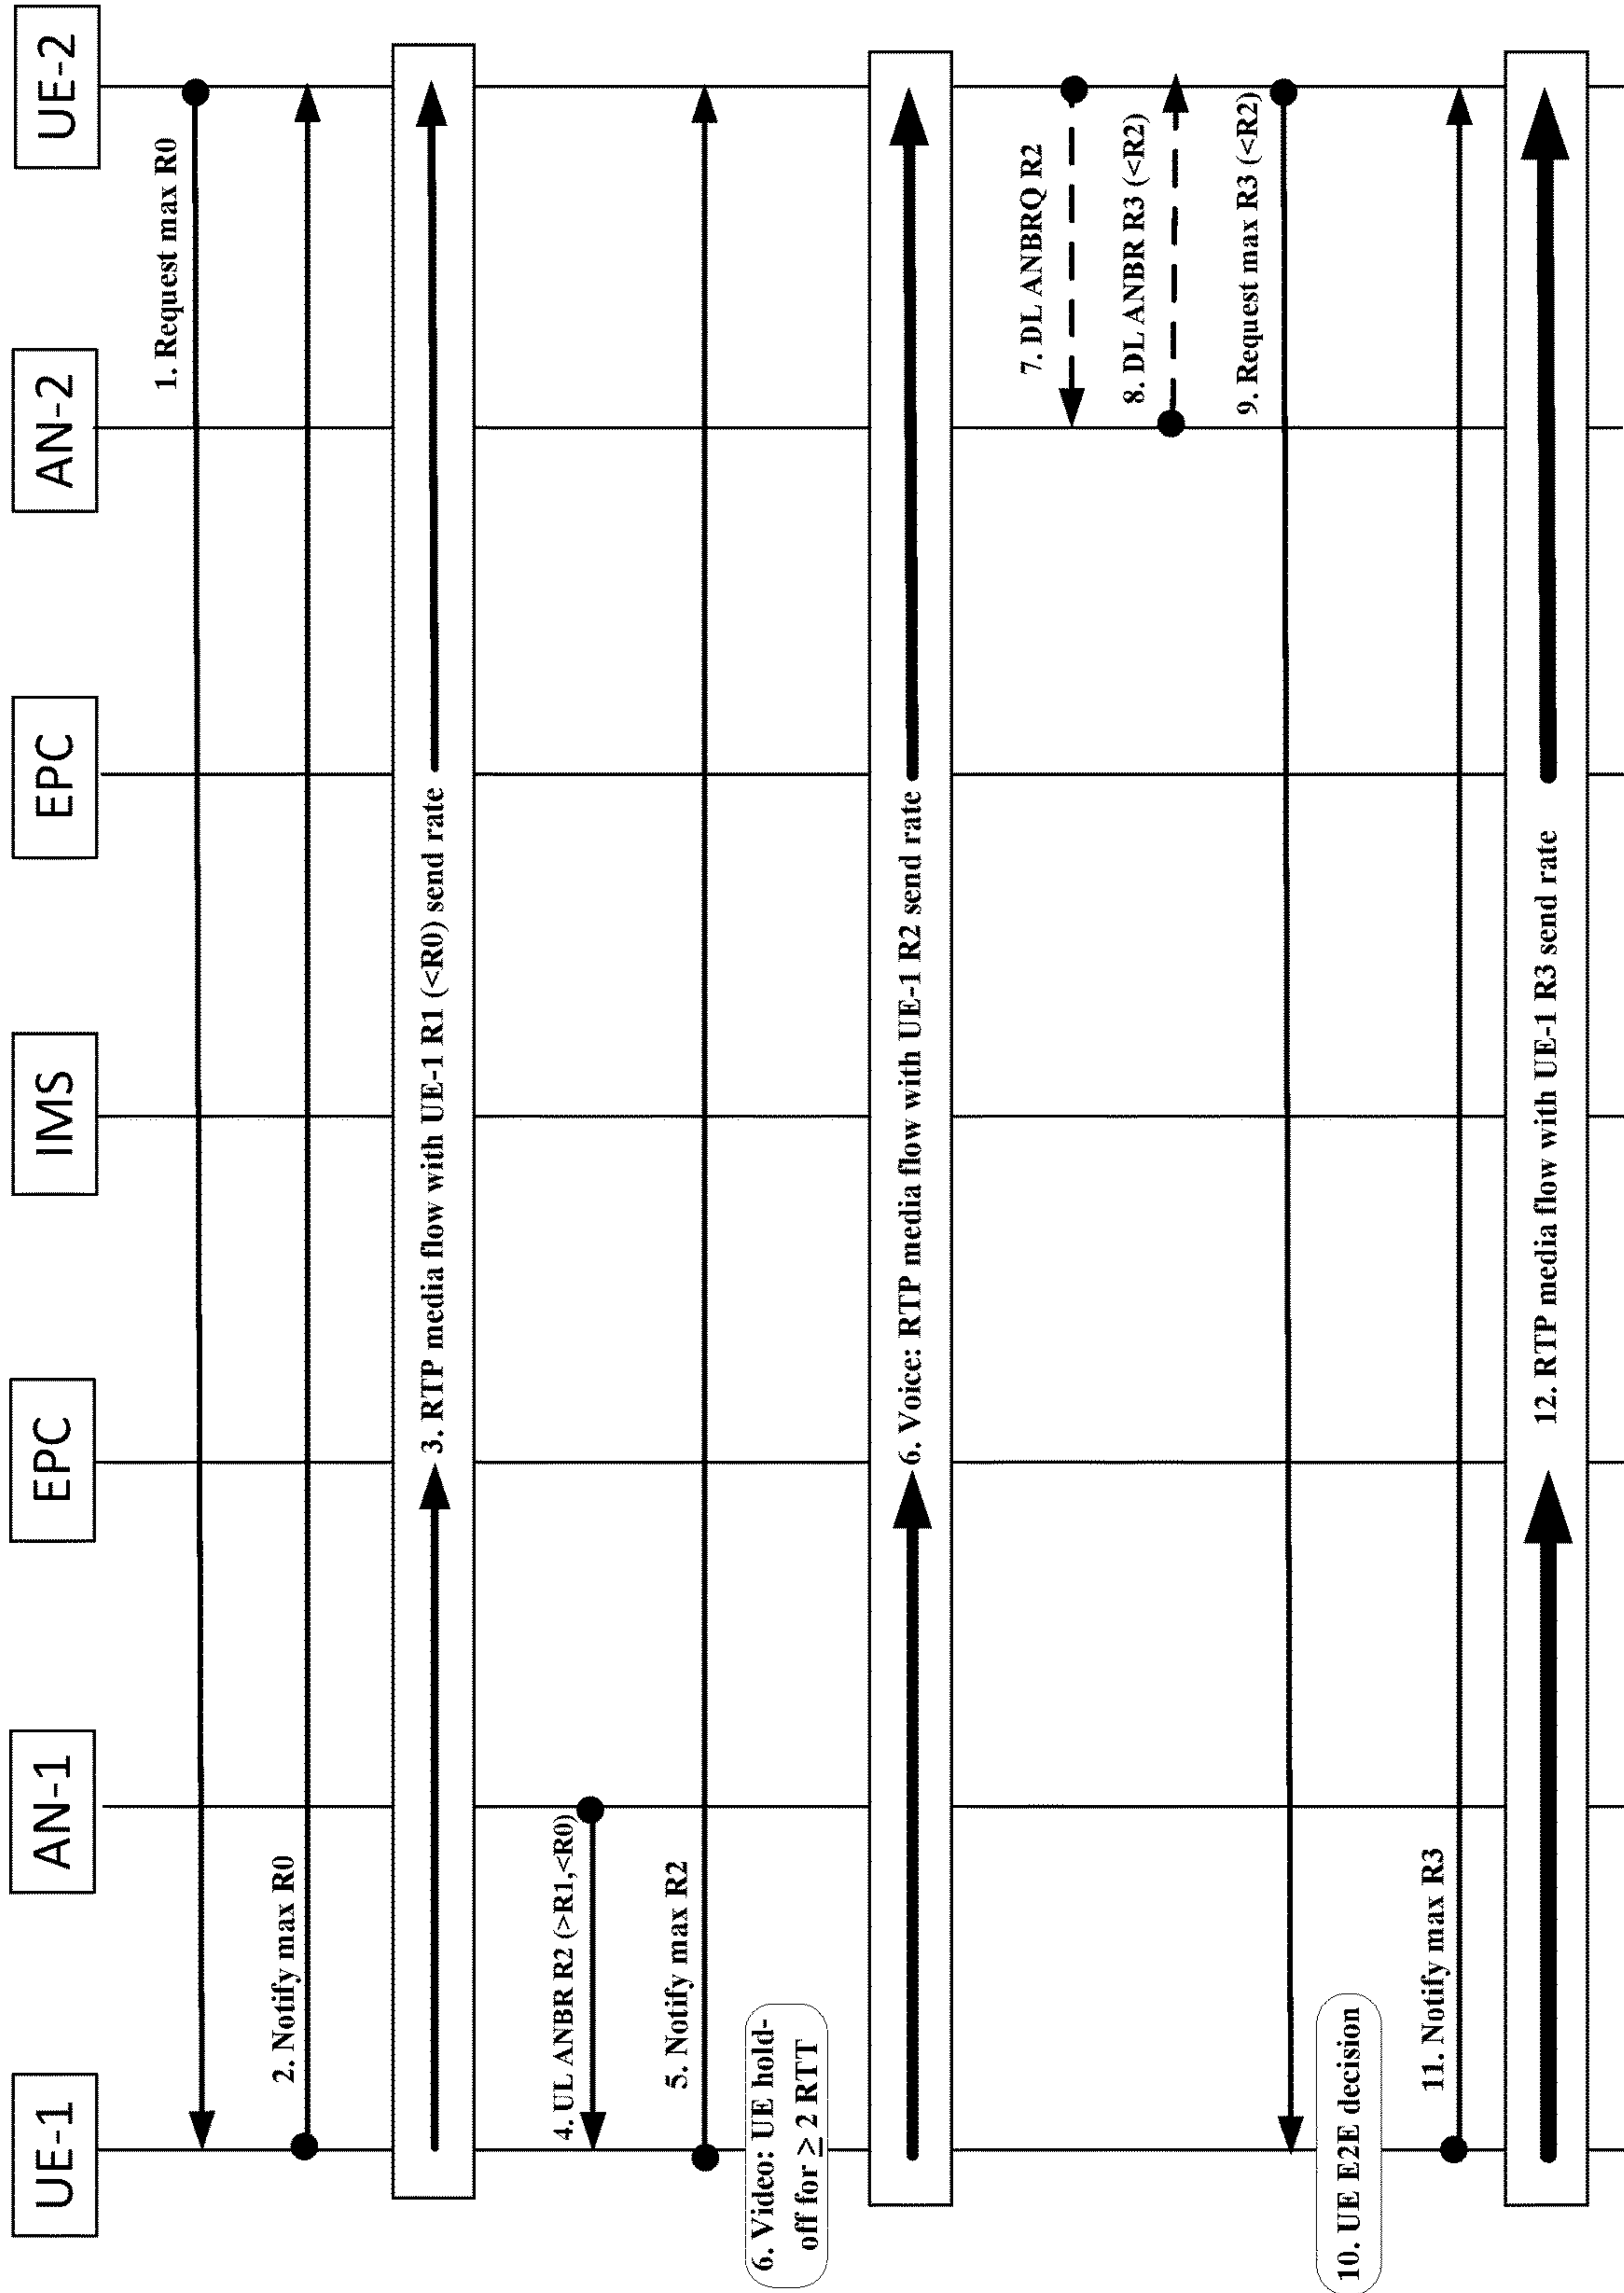 UE-1
AN-1
EPC
IMS
EPC
AN-2
UE-2
1. Request max R0
2. Notify max R0
3. RTP media flow with UE-1 R1 (<R0) send rate
4. UL ANBR R2 (>R1,<R0)
5. Notify max R2
6. Video: UE hold-
off for ≥ 2 RTT
6. Voice: RTP media flow with UE-1 R2 send rate
7. DL ANBRQ R2
8. DL ANBR R3 (<R2)
9. Request max R3 (<R2)
10. UE E2E decision
11. Notify max R3
12. RTP media flow with UE-1 R3 send rate